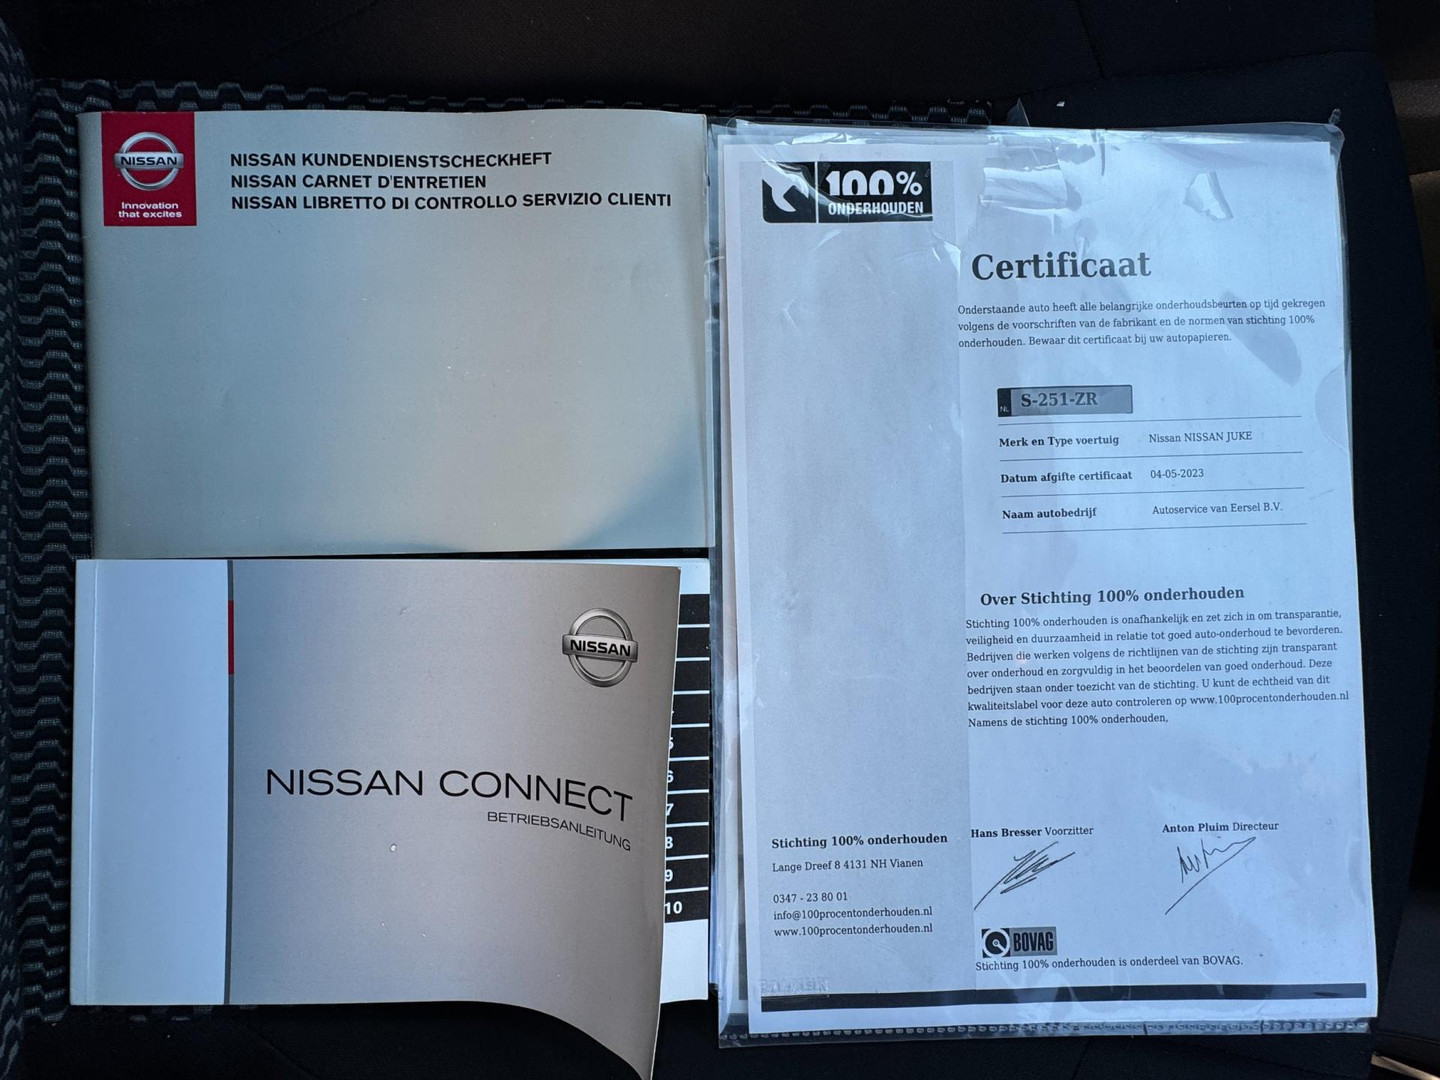 NISSAN
Innovation
that excites
NISSAN KUNDENDIENSTSCHECKHEFT
NISSAN CARNET D'ENTRETIEN
NISSAN LIBRETTO DI CONTROLLO SERVIZIO CLIENTI
NISSAN
NISSAN CONNECT
BETRIEBSANLEITUNG
5
6
7
8
9
10
100%
ONDERHOUDEN
Certificaat
Onderstaande auto heeft alle belangrijke onderhoudsbeurten op tijd gekregen
volgens de voorschriften van de fabrikant en de normen van stichting 100%
onderhouden. Bewaar dit certificaat bij uw autopapieren.
NL S-251-ZR
Merk en Type voertuig Nissan NISSAN JUKE
Datum afgifte certificaat 04-05-2023
Naam autobedrijf Autoservice van Eersel B.V.
Over Stichting 100% onderhouden
Stichting 100% onderhouden is onafhankelijk en zet zich in om transparantie,
veiligheid en duurzaamheid in relatie tot goed auto-onderhoud te bevorderen.
Bedrijven die werken volgens de richtlijnen van de stichting zijn transparant
over onderhoud en zorgvuldig in het beoordelen van goed onderhoud. Deze
bedrijven staan onder toezicht van de stichting. U kunt de echtheid van dit
kwaliteitslabel voor deze auto controleren op www.100procentonderhouden.nl
Namens de stichting 100% onderhouden,
Hans Bresser Voorzitter Anton Pluim Directeur
Stichting 100% onderhouden
Lange Dreef 8 4131 NH Vianen
0347 - 23 80 01
info@100procentonderhouden.nl
www.100procentonderhouden.nl
BOVAG
Stichting 100% onderhouden is onderdeel van BOVAG.